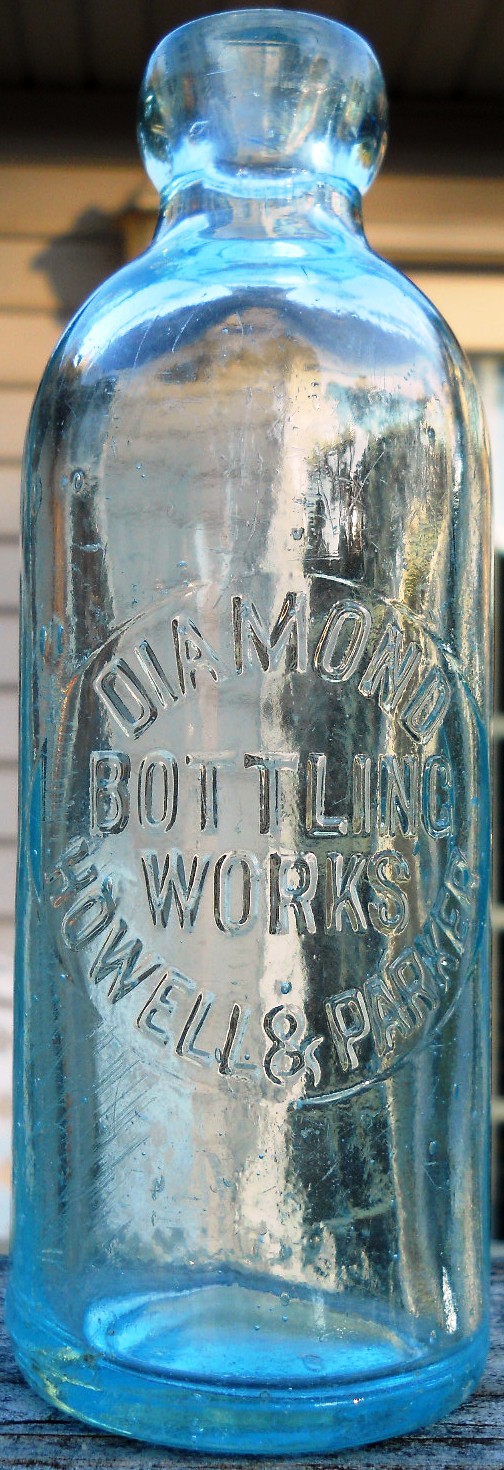 DIAMOND
BOTTLING
WORKS
HOWELL & PARKER